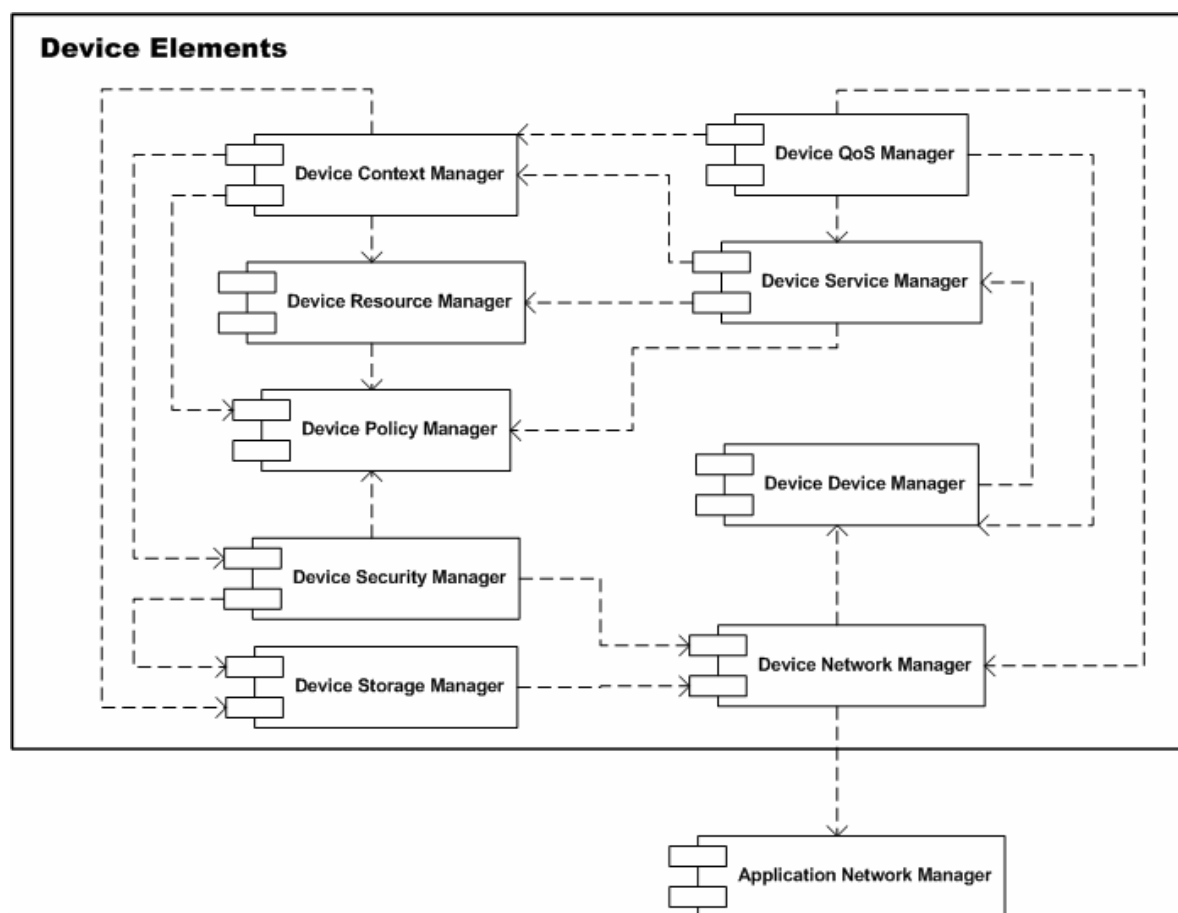 Device Elements
Device Context Manager
Device QoS Manager
Device Resource Manager
Device Service Manager
Device Policy Manager
Device Device Manager
Device Security Manager
Device Network Manager
Device Storage Manager
Application Network Manager